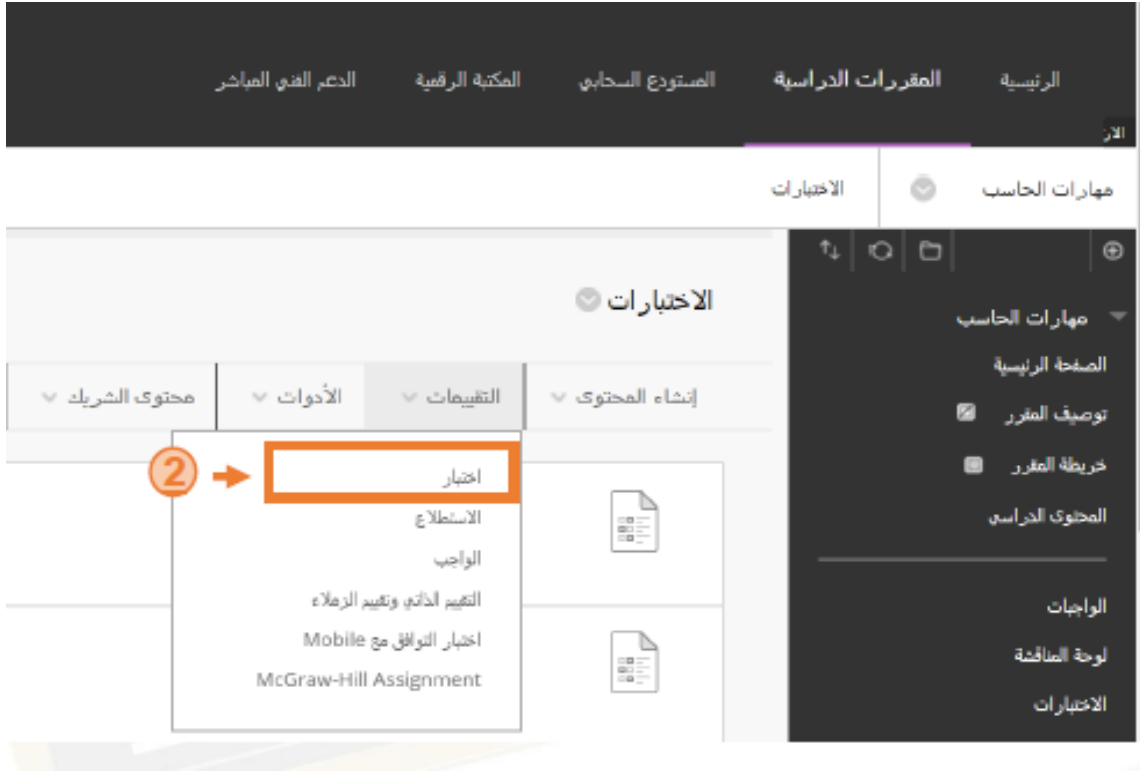 الرئيسية المقررات الدراسية المستودع السحابي المكتبة الرقمية الدعم الفني المباشر
الار
مهارات الحاسب الاختبارات
الاختبارات
إنشاء المحتوى التقييمات الأدوات محتوى الشريك
2
اختبار
الاستطلاع
الواجب
التقييم الذاتي وتقييم الزملاء
اختبار التوافق مع Mobile
McGraw-Hill Assignment
مهارات الحاسب
الصفحة الرئيسية
توصيف المقرر
خريطة المقرر
المحتوى الدراسي
الواجبات
لوحة المناقشة
الاختبارات